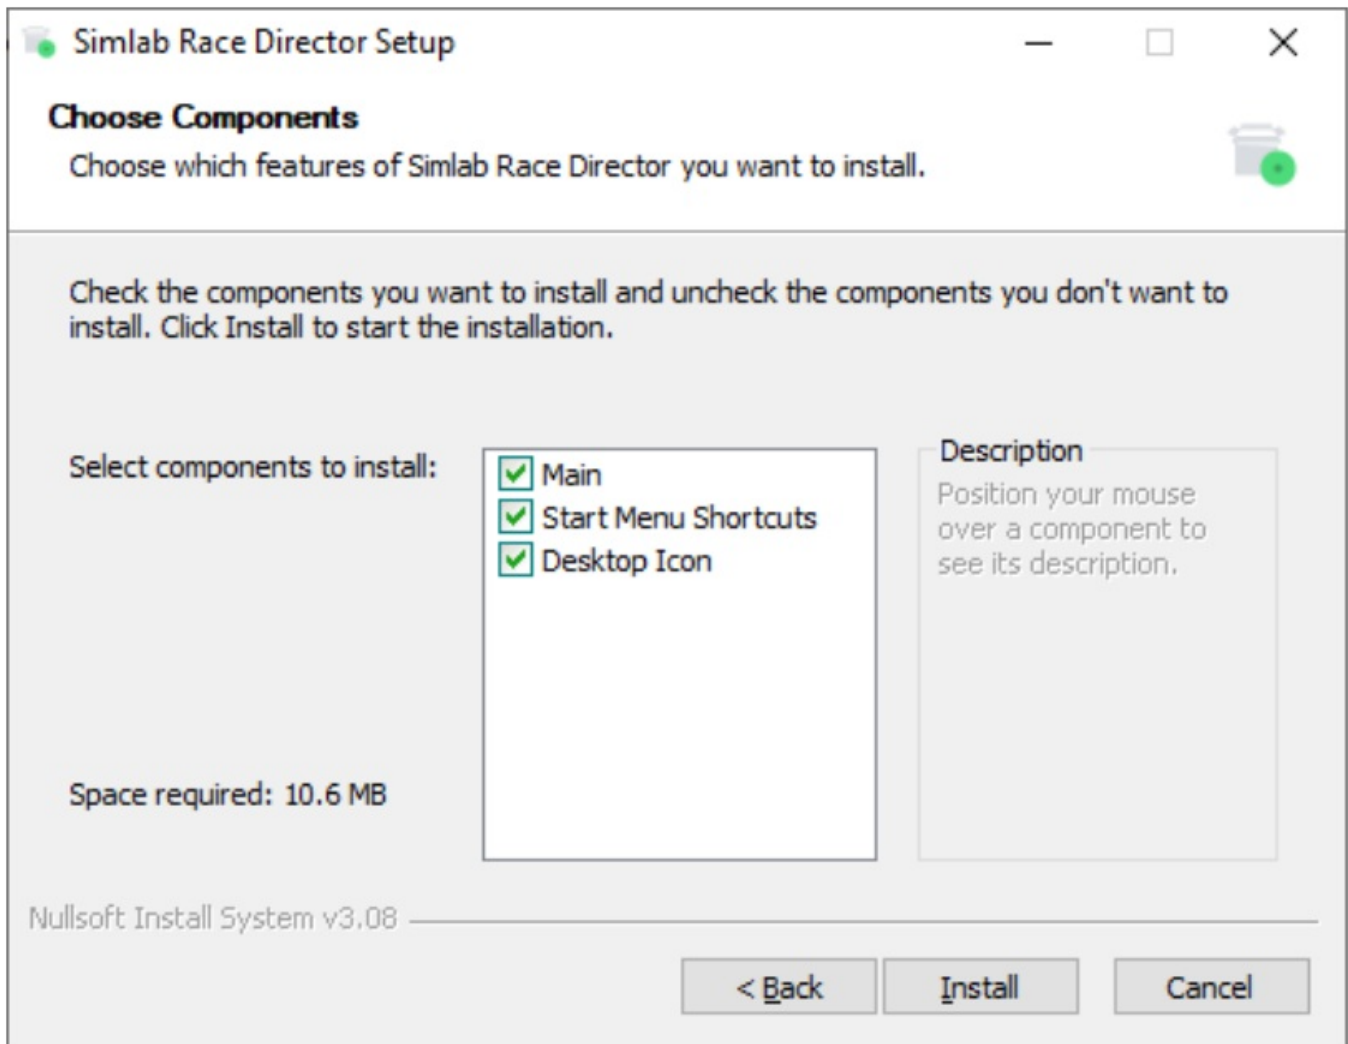 Simlab Race Director Setup
Choose Components
Choose which features of Simlab Race Director you want to install.
Check the components you want to install and uncheck the components you don't want to
install. Click Install to start the installation.
Select components to install:
Main
Start Menu Shortcuts
Desktop Icon
Description
Position your mouse
over a component to
see its description.
Space required: 10.6 MB
Nullsoft Install System v3.08
< Back
Install
Cancel